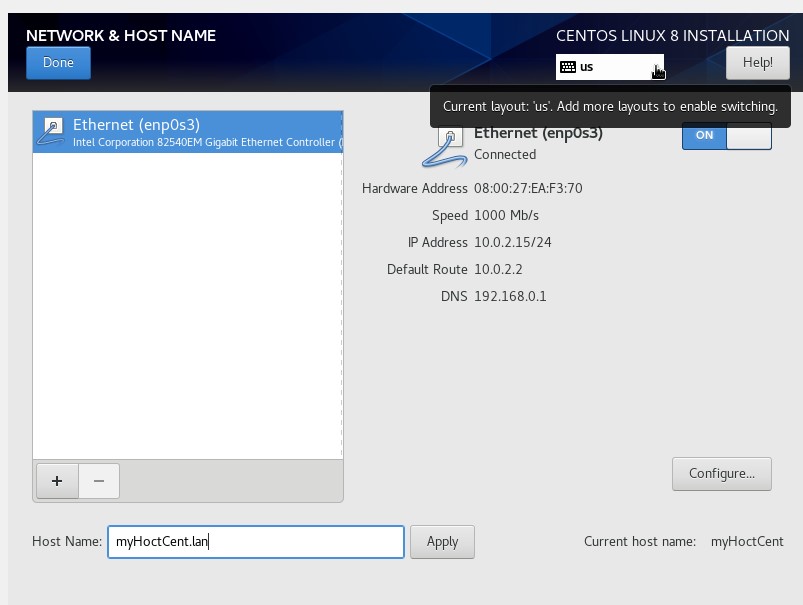 NETWORK & HOST NAME
CENTOS LINUX 8 INSTALLATION
Done
us
Help!
Current layout: 'us'. Add more layouts to enable switching.
Ethernet (enp0s3)
Intel Corporation 82540EM Gigabit Ethernet Controller (
Ethernet (enp0s3)
Connected
ON
Hardware Address 08:00:27:EA:F3:70
Speed 1000 Mb/s
IP Address 10.0.2.15/24
Default Route 10.0.2.2
DNS 192.168.0.1
+ −
Configure...
Host Name: myHoctCent.lan Apply Current host name: myHoctCent